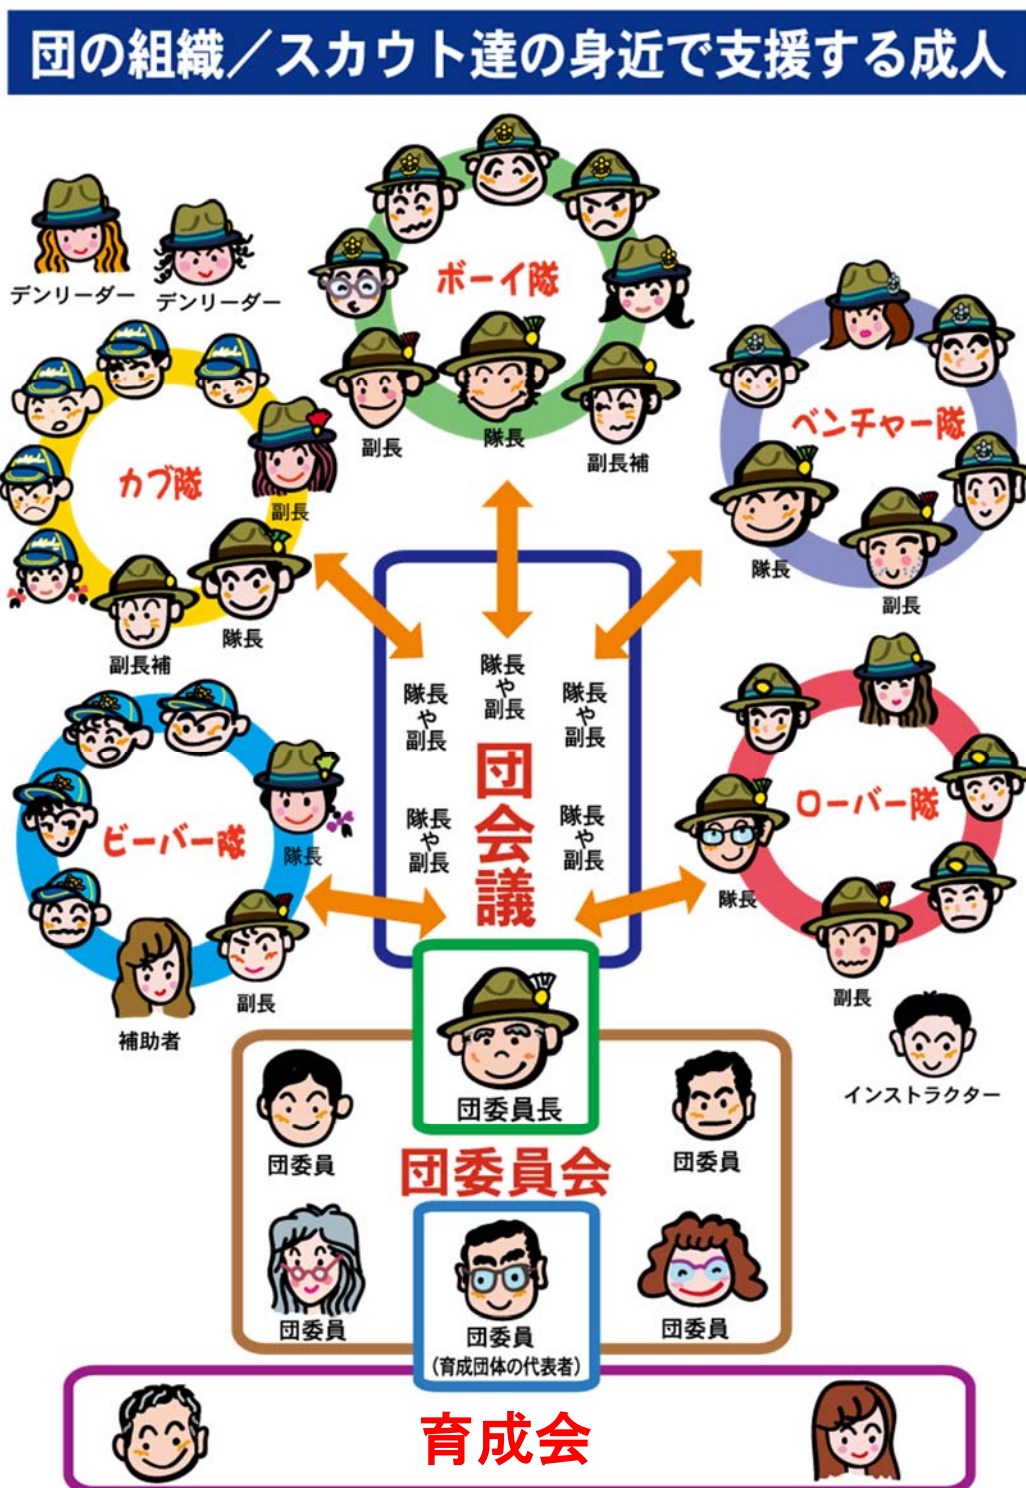 団の組織／スカウト達の身近で支援する成人
デンリーダー
デンリーダー
ボーイ隊
副長
隊長
副長補
カブ隊
副長
隊長
副長補
ベンチャー隊
隊長
副長
隊長
や
副長
隊長
や
副長
隊長
や
副長
隊長
や
副長
隊長
や
副長
団会議
ビーバー隊
隊長
副長
補助者
ローバー隊
隊長
副長
インストラクター
団委員長
団委員
団委員
団委員会
団委員
団委員
（育成団体の代表者）
団委員
育成会